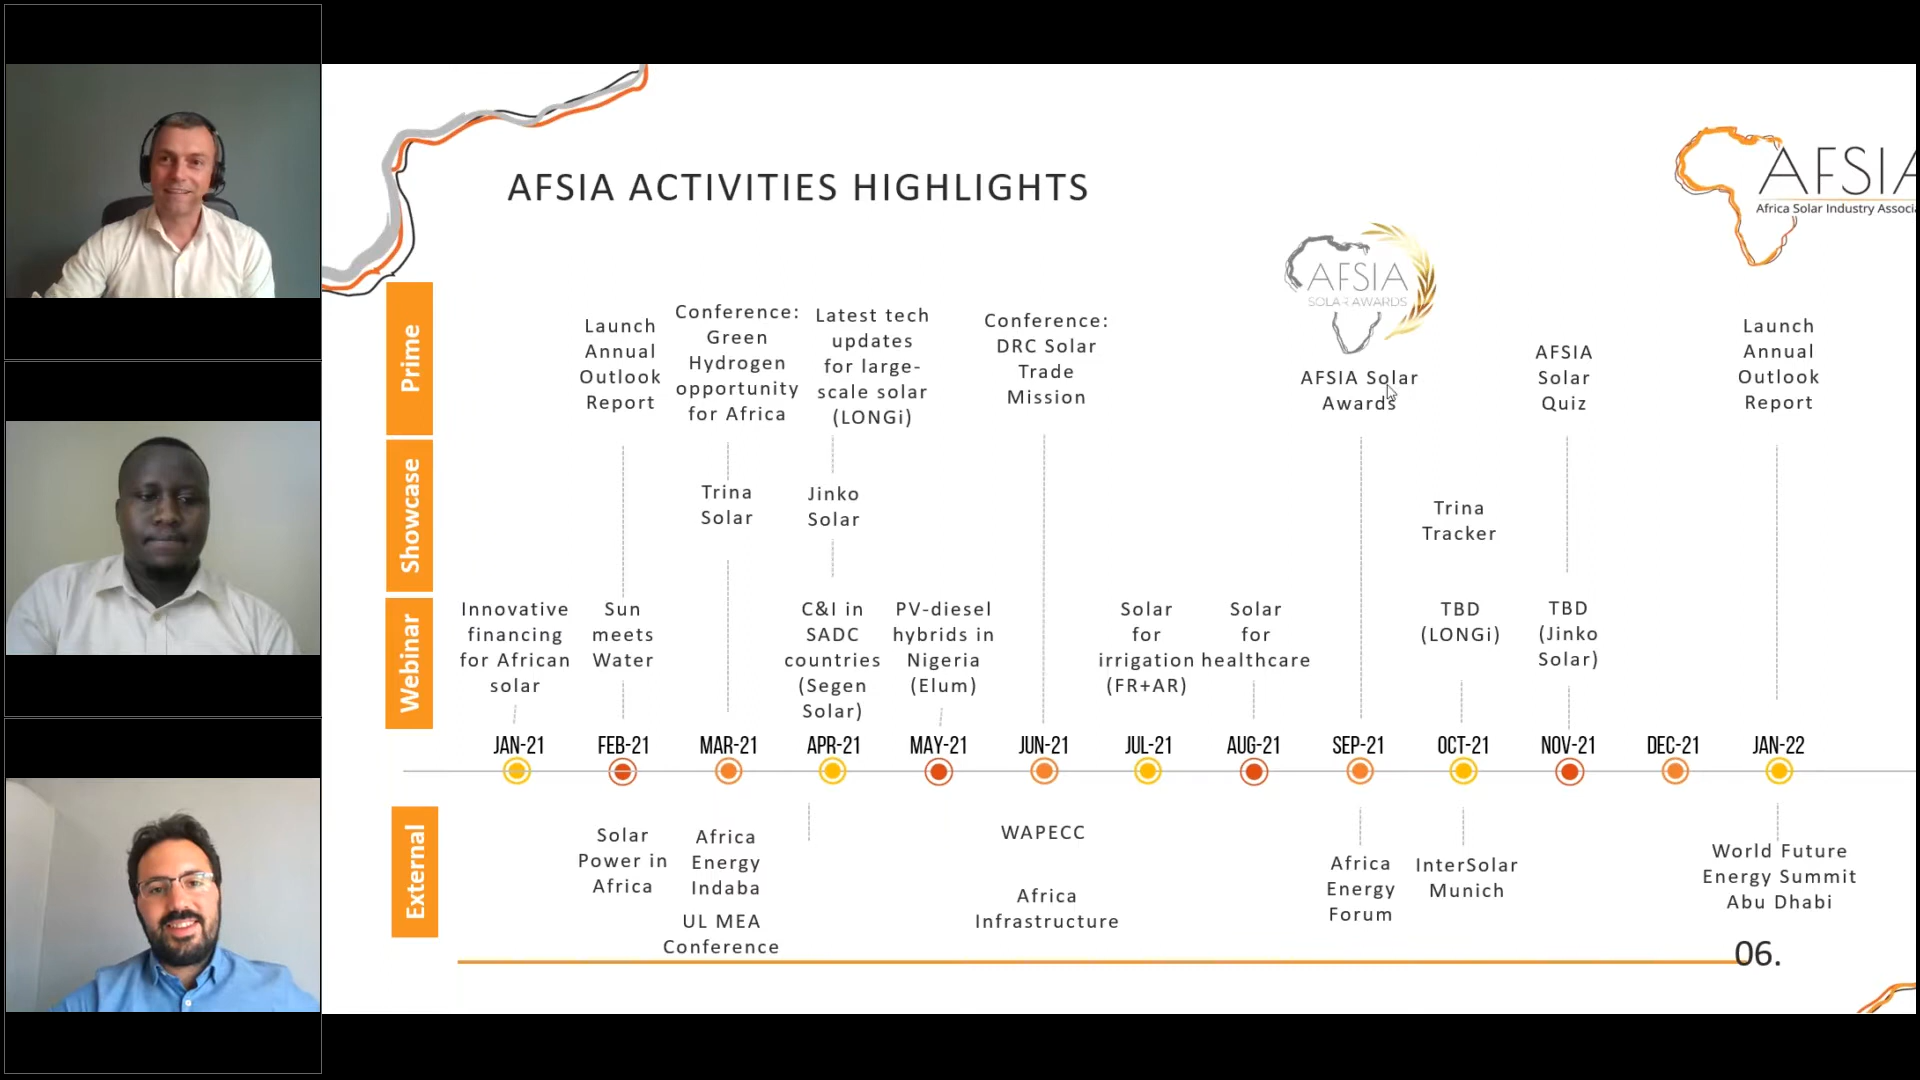 AFSIA ACTIVITIES HIGHLIGHTS
AFSIA
Africa Solar Industry Associ
AFSIA
SOLAR AWARDS
Prime
Launch
Annual
Outlook
Report
Conference:
Green
Hydrogen
opportunity
for Africa
Latest tech
updates
for large-
scale solar
(LONGi)
Conference:
DRC Solar
Trade
Mission
AFSIA Solar
Awards
AFSIA
Solar
Quiz
Launch
Annual
Outlook
Report
Showcase
Trina
Solar
Jinko
Solar
Trina
Tracker
Webinar
Innovative
financing
for African
solar
Sun
meets
Water
C&I in
SADC
countries
(Segen
Solar)
PV-diesel
hybrids in
Nigeria
(Elum)
Solar
for
irrigation
(FR+AR)
Solar
for
healthcare
TBD
(LONGi)
TBD
(Jinko
Solar)
JAN-21
FEB-21
MAR-21
APR-21
MAY-21
JUN-21
JUL-21
AUG-21
SEP-21
OCT-21
NOV-21
DEC-21
JAN-22
External
Solar
Power in
Africa
Africa
Energy
Indaba
UL MEA
Conference
WAPECC
Africa
Infrastructure
Africa
Energy
Forum
InterSolar
Munich
World Future
Energy Summit
Abu Dhabi
06.